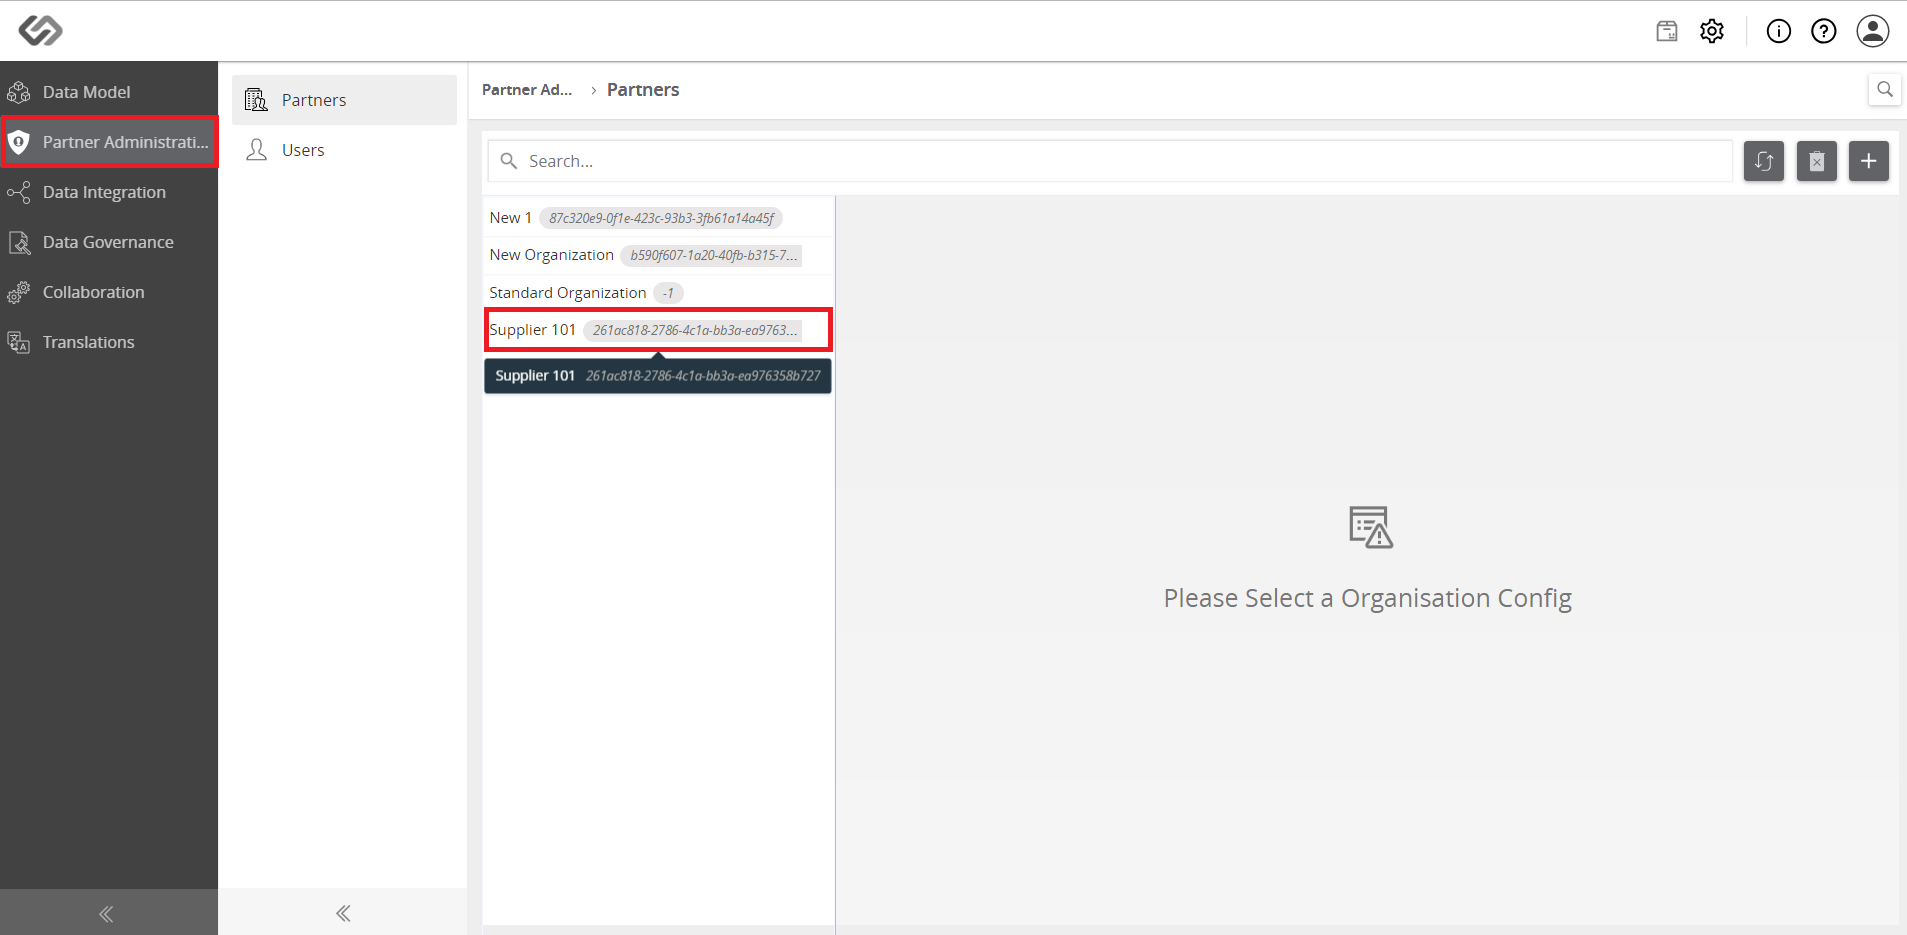 Data Model
Partner Administrati...
Data Integration
Data Governance
Collaboration
Translations
Partners
Users
Partner Ad... › Partners
Search...
New 1 87c320e9-0f1e-423c-93b3-3fb61a14a45f
New Organization b590f607-1a20-40fb-b315-7...
Standard Organization -1
Supplier 101 261ac818-2786-4c1a-bb3a-ea9763...
Supplier 101 261ac818-2786-4c1a-bb3a-ea976358b727
Please Select a Organisation Config